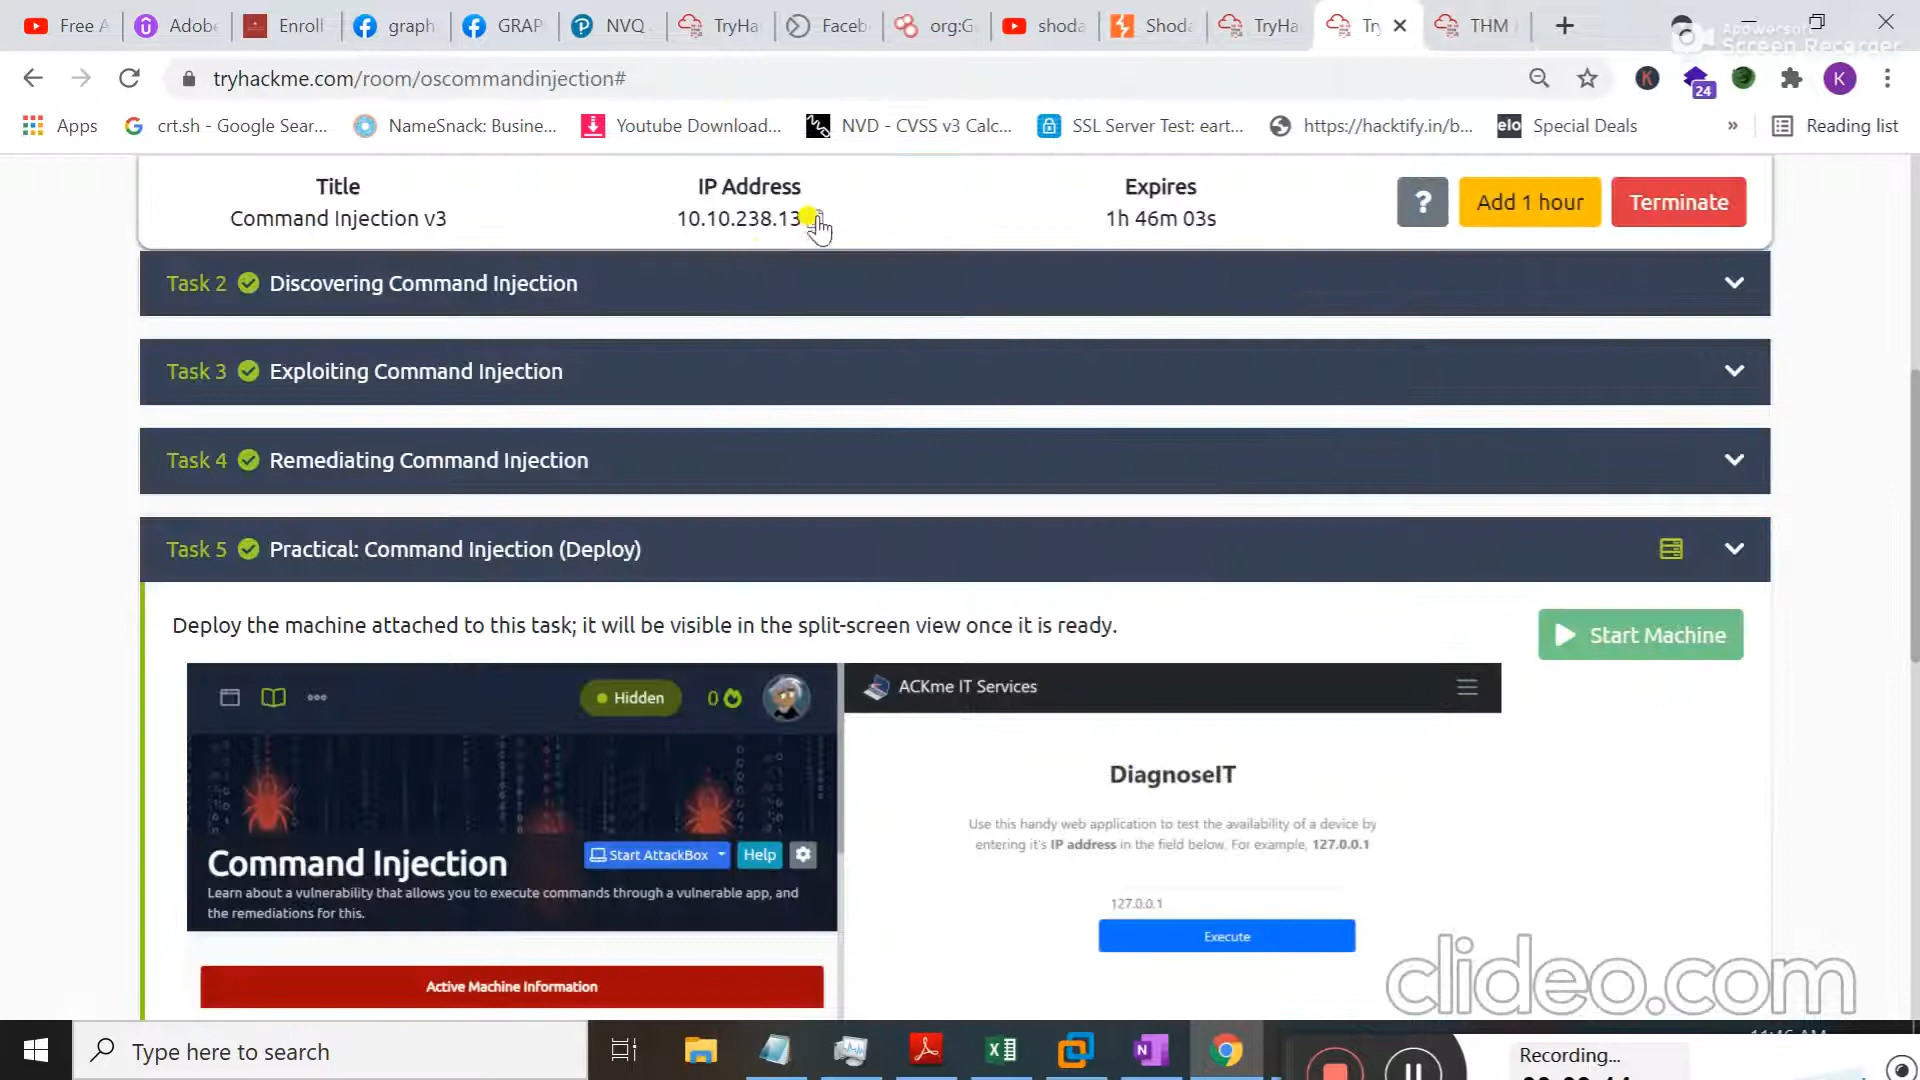 Free A
Adobe
Enroll
graph
GRAP
NVQ
TryHa
Faceb
org:G
shoda
Shoda
TryHa
Try
THM
Apowersoft
Screen Recorder
tryhackme.com/room/oscommandinjection#
K
24
K
Apps
crt.sh - Google Sear...
NameSnack: Busine...
Youtube Download...
NVD - CVSS v3 Calc...
SSL Server Test: eart...
https://hacktify.in/b...
elo
Special Deals
»
Reading list
Title
IP Address
Expires
Command Injection v3
10.10.238.13
1h 46m 03s
?
Add 1 hour
Terminate
Task 2
Discovering Command Injection
Task 3
Exploiting Command Injection
Task 4
Remediating Command Injection
Task 5
Practical: Command Injection (Deploy)
Deploy the machine attached to this task; it will be visible in the split-screen view once it is ready.
Start Machine
Hidden
0
ACKme IT Services
Command Injection
Start AttackBox
Help
Learn about a vulnerability that allows you to execute commands through a vulnerable app, and
the remediations for this.
Active Machine Information
DiagnoseIT
Use this handy web application to test the availability of a device by
entering it's IP address in the field below. For example, 127.0.0.1
127.0.0.1
Execute
clideo.com
Type here to search
Recording...